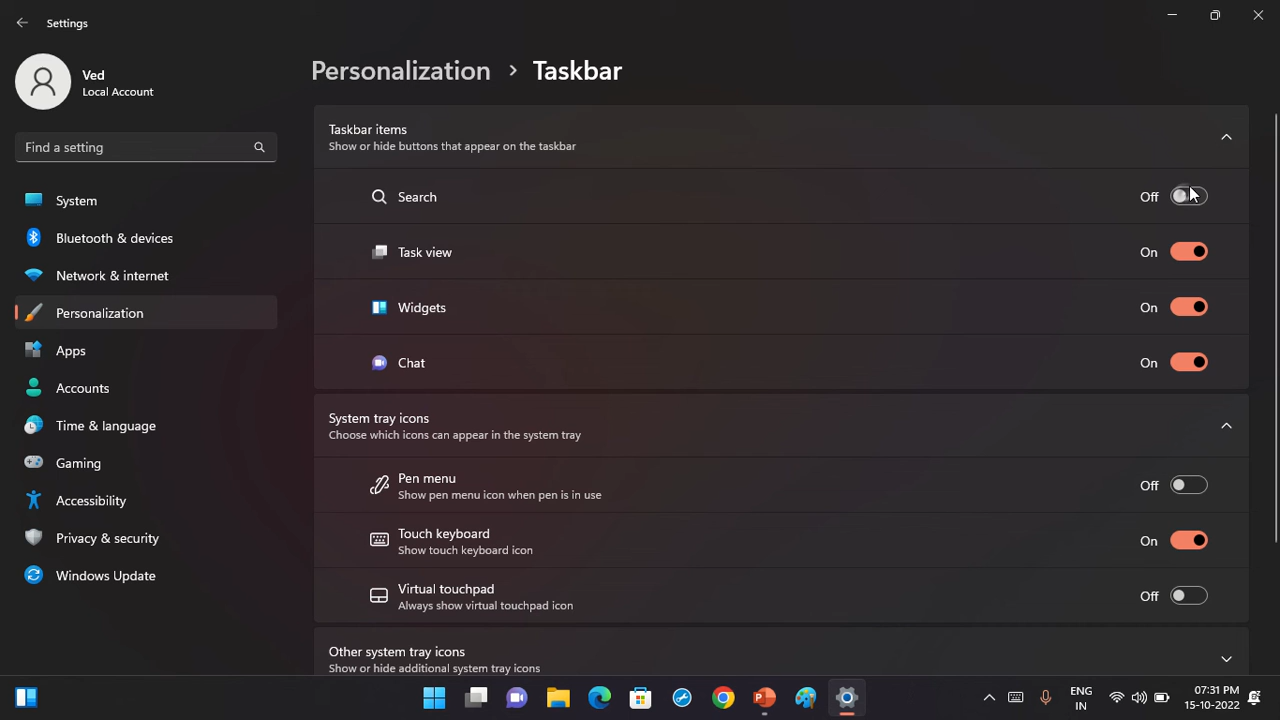 Settings
Ved
Local Account
Find a setting
System
Bluetooth & devices
Network & internet
Personalization
Apps
Accounts
Time & language
Gaming
Accessibility
Privacy & security
Windows Update
Personalization > Taskbar
Taskbar items
Show or hide buttons that appear on the taskbar
Search Off
Task view On
Widgets On
Chat On
System tray icons
Choose which icons can appear in the system tray
Pen menu
Show pen menu icon when pen is in use
Off
Touch keyboard
Show touch keyboard icon
On
Virtual touchpad
Always show virtual touchpad icon
Off
Other system tray icons
Show or hide additional system tray icons
ENG
IN
07:31 PM
15-10-2022